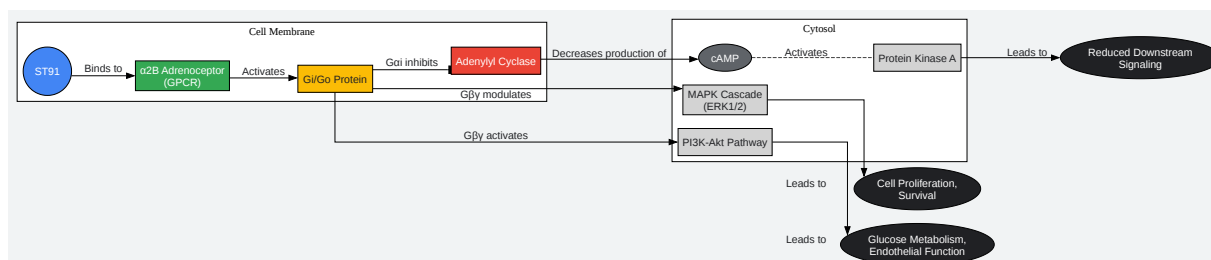 Cell Membrane
Cytosol
ST91
Binds to
α2B Adrenoceptor
(GPCR)
Activates
Gi/Go Protein
Gαi inhibits
Adenylyl Cyclase
Decreases production of
cAMP
Activates
Protein Kinase A
Leads to
Reduced Downstream
Signaling
Gβγ modulates
MAPK Cascade
(ERK1/2)
Gβγ activates
PI3K-Akt Pathway
Leads to
Cell Proliferation,
Survival
Leads to
Glucose Metabolism,
Endothelial Function